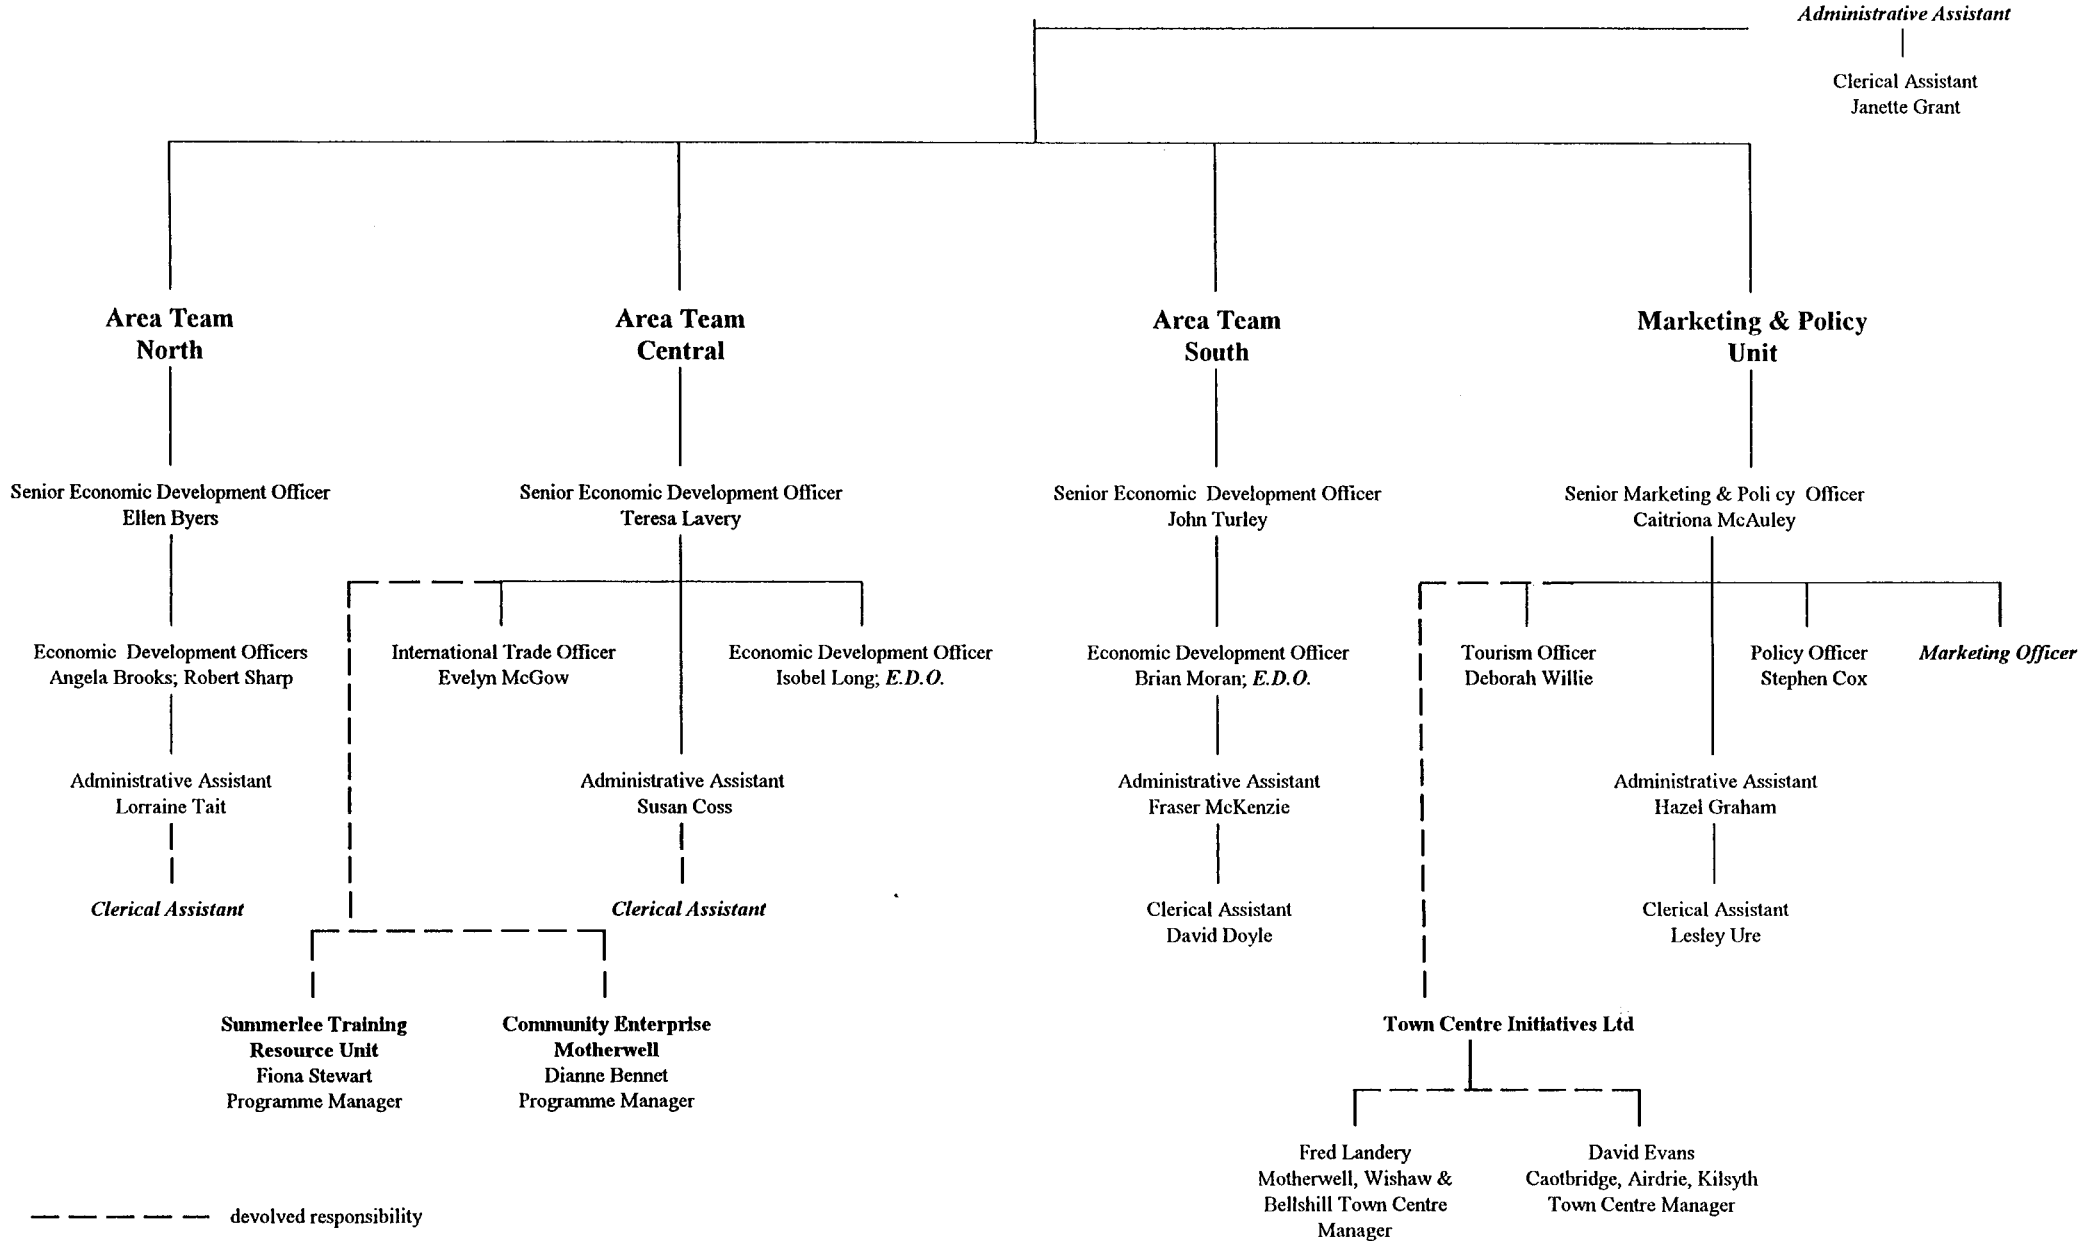 Administrative Assistant
Clerical Assistant
Janette Grant
Area Team
North
Area Team
Central
Area Team
South
Marketing & Policy
Unit
Senior Economic Development Officer
Ellen Byers
Senior Economic Development Officer
Teresa Lavery
Senior Economic Development Officer
John Turley
Senior Marketing & Poli cy Officer
Caitriona McAuley
Economic Development Officers
Angela Brooks; Robert Sharp
International Trade Officer
Evelyn McGow
Economic Development Officer
Isobel Long; E.D.O.
Economic Development Officer
Brian Moran; E.D.O.
Tourism Officer
Deborah Willie
Policy Officer
Stephen Cox
Marketing Officer
Administrative Assistant
Lorraine Tait
Administrative Assistant
Susan Coss
Administrative Assistant
Fraser McKenzie
Administrative Assistant
Hazel Graham
Clerical Assistant
Clerical Assistant
Clerical Assistant
David Doyle
Clerical Assistant
Lesley Ure
Summerlee Training
Resource Unit
Fiona Stewart
Programme Manager
Community Enterprise
Motherwell
Dianne Bennet
Programme Manager
Town Centre Initiatives Ltd
Fred Landery
Motherwell, Wishaw &
Bellshill Town Centre
Manager
David Evans
Caotbridge, Airdrie, Kilsyth
Town Centre Manager
devolved responsibility